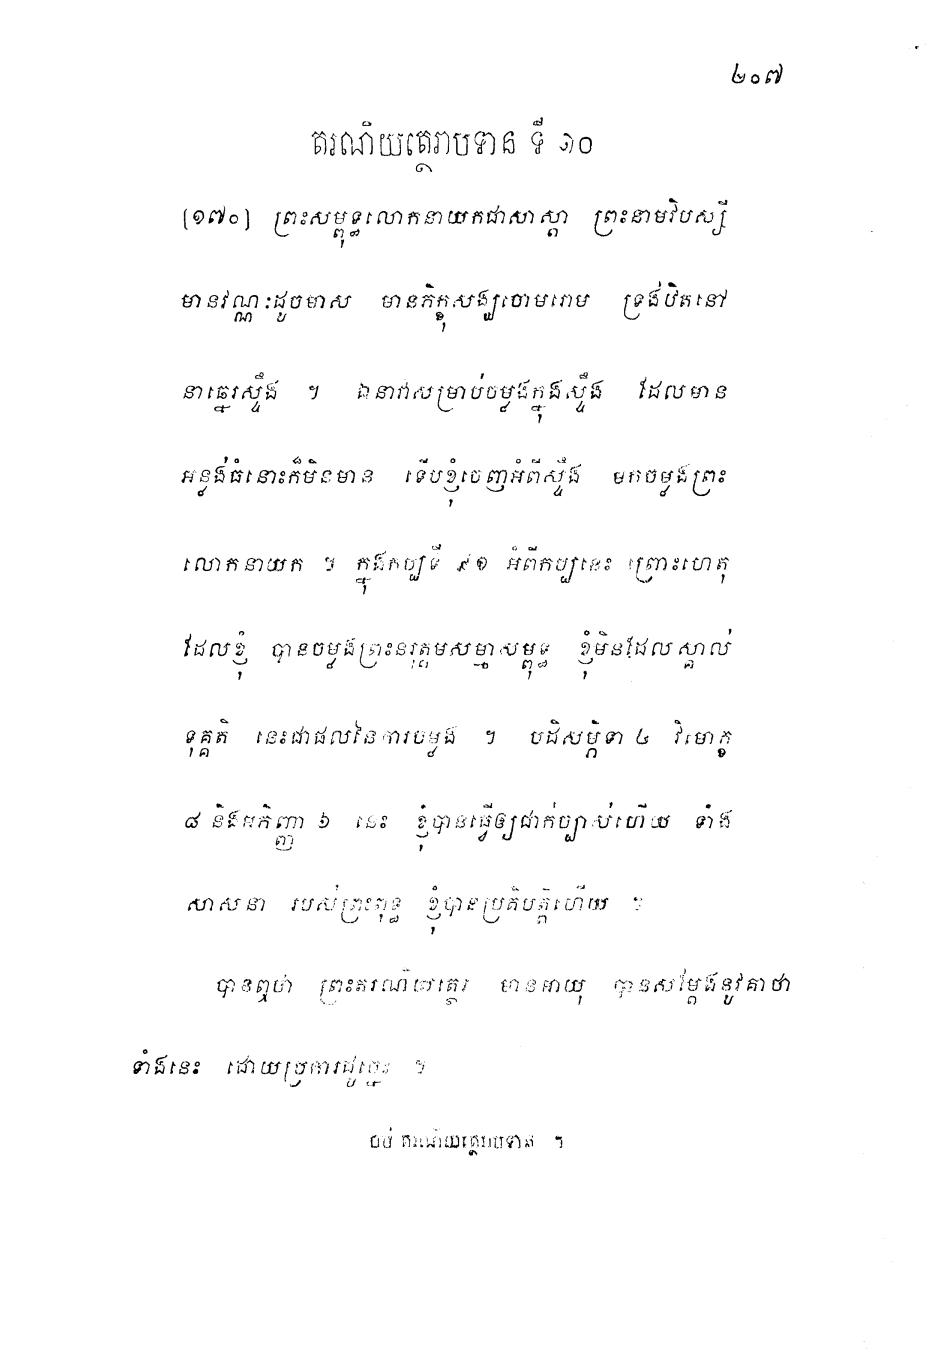 ២០៧
តរណិយត្ថេរាបទាន ទី ១០
(១៧០) ព្រះសម្ពុទ្ធលោកនាយកជាសាស្តា ព្រះនាមវិបស្សី
មានវណ្ណៈដូចមាស មានភិក្ខុសង្ឃចោមរោម ទ្រង់ឋិតនៅ
នាឆ្នេរស្ទឹង ។ ឯនាវាសម្រាប់ចម្លងក្នុងស្ទឹង ដែលមាន
អន្លង់ធំនោះក៏មិនមាន ទើបខ្ញុំចេញអំពីស្ទឹង មកចម្លងព្រះ
លោកនាយក ។ ក្នុងកប្បទី ៩១ អំពីកប្បនេះ ព្រោះហេតុ
ដែលខ្ញុំ បានចម្លងព្រះនរុត្តមសម្មាសម្ពុទ្ធ ខ្ញុំមិនដែលស្គាល់
ទុគ្គតិ នេះជាផលនៃការចម្លង ។ បដិសម្ភិទា ៤ វិមោក្ខ
៨ និងអភិញ្ញា ៦ នេះ ខ្ញុំបានធ្វើឲ្យជាក់ច្បាស់ហើយ ទាំង
សាសនា របស់ព្រះពុទ្ធ ខ្ញុំបានប្រតិបត្តិហើយ ។
បានឮថា ព្រះតរណិយត្ថេរ មានអាយុ បានសម្តែងនូវគាថា
ទាំងនេះ ដោយប្រការដូច្នេះ ។
ចប់ តរណិយត្ថេរាបទាន ។